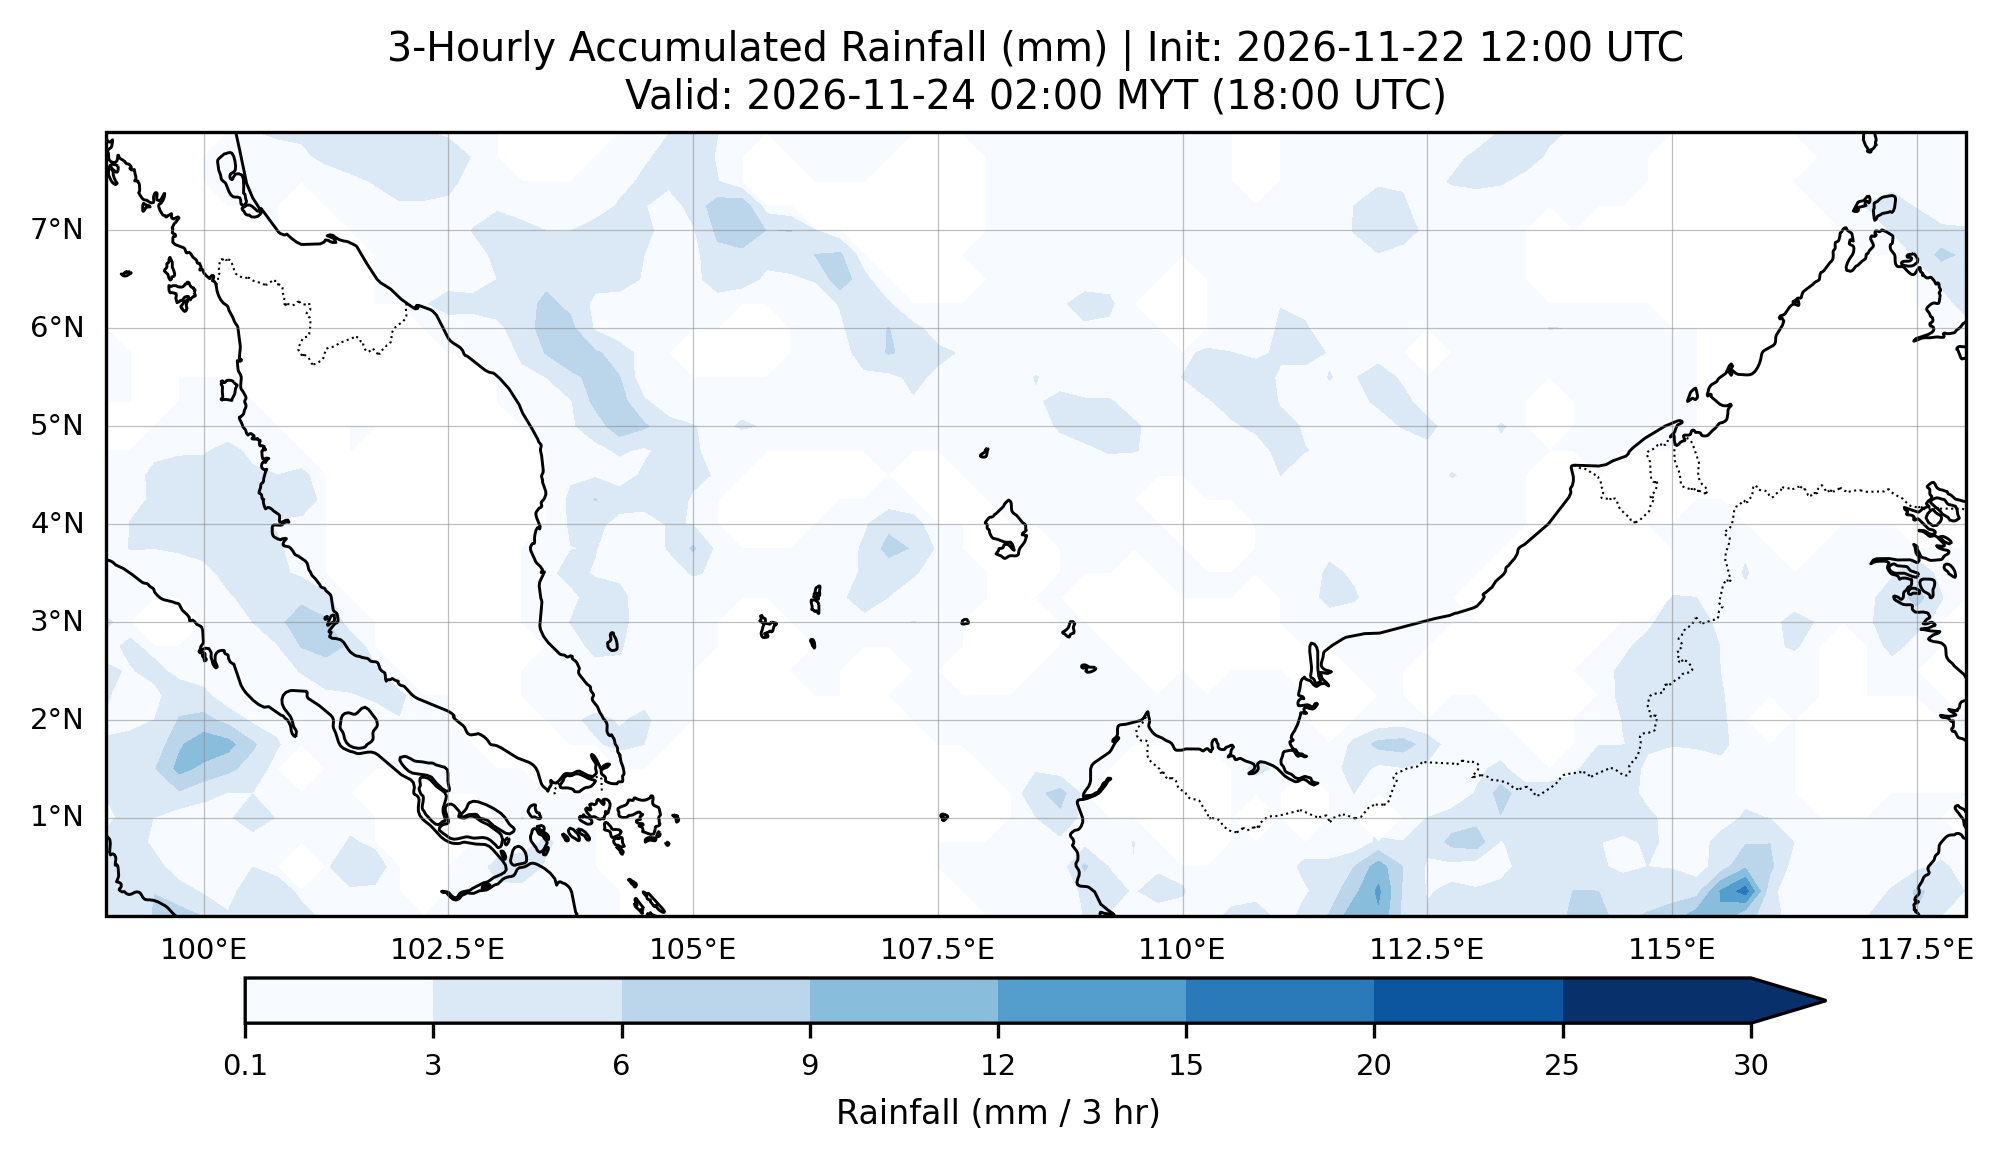 3-Hourly Accumulated Rainfall (mm) | Init: 2026-11-22 12:00 UTC
Valid: 2026-11-24 02:00 MYT (18:00 UTC)
7°N
6°N
5°N
4°N
3°N
2°N
1°N
100°E 102.5°E 105°E 107.5°E 110°E 112.5°E 115°E 117.5°E
0.1 3 6 9 12 15 20 25 30
Rainfall (mm / 3 hr)